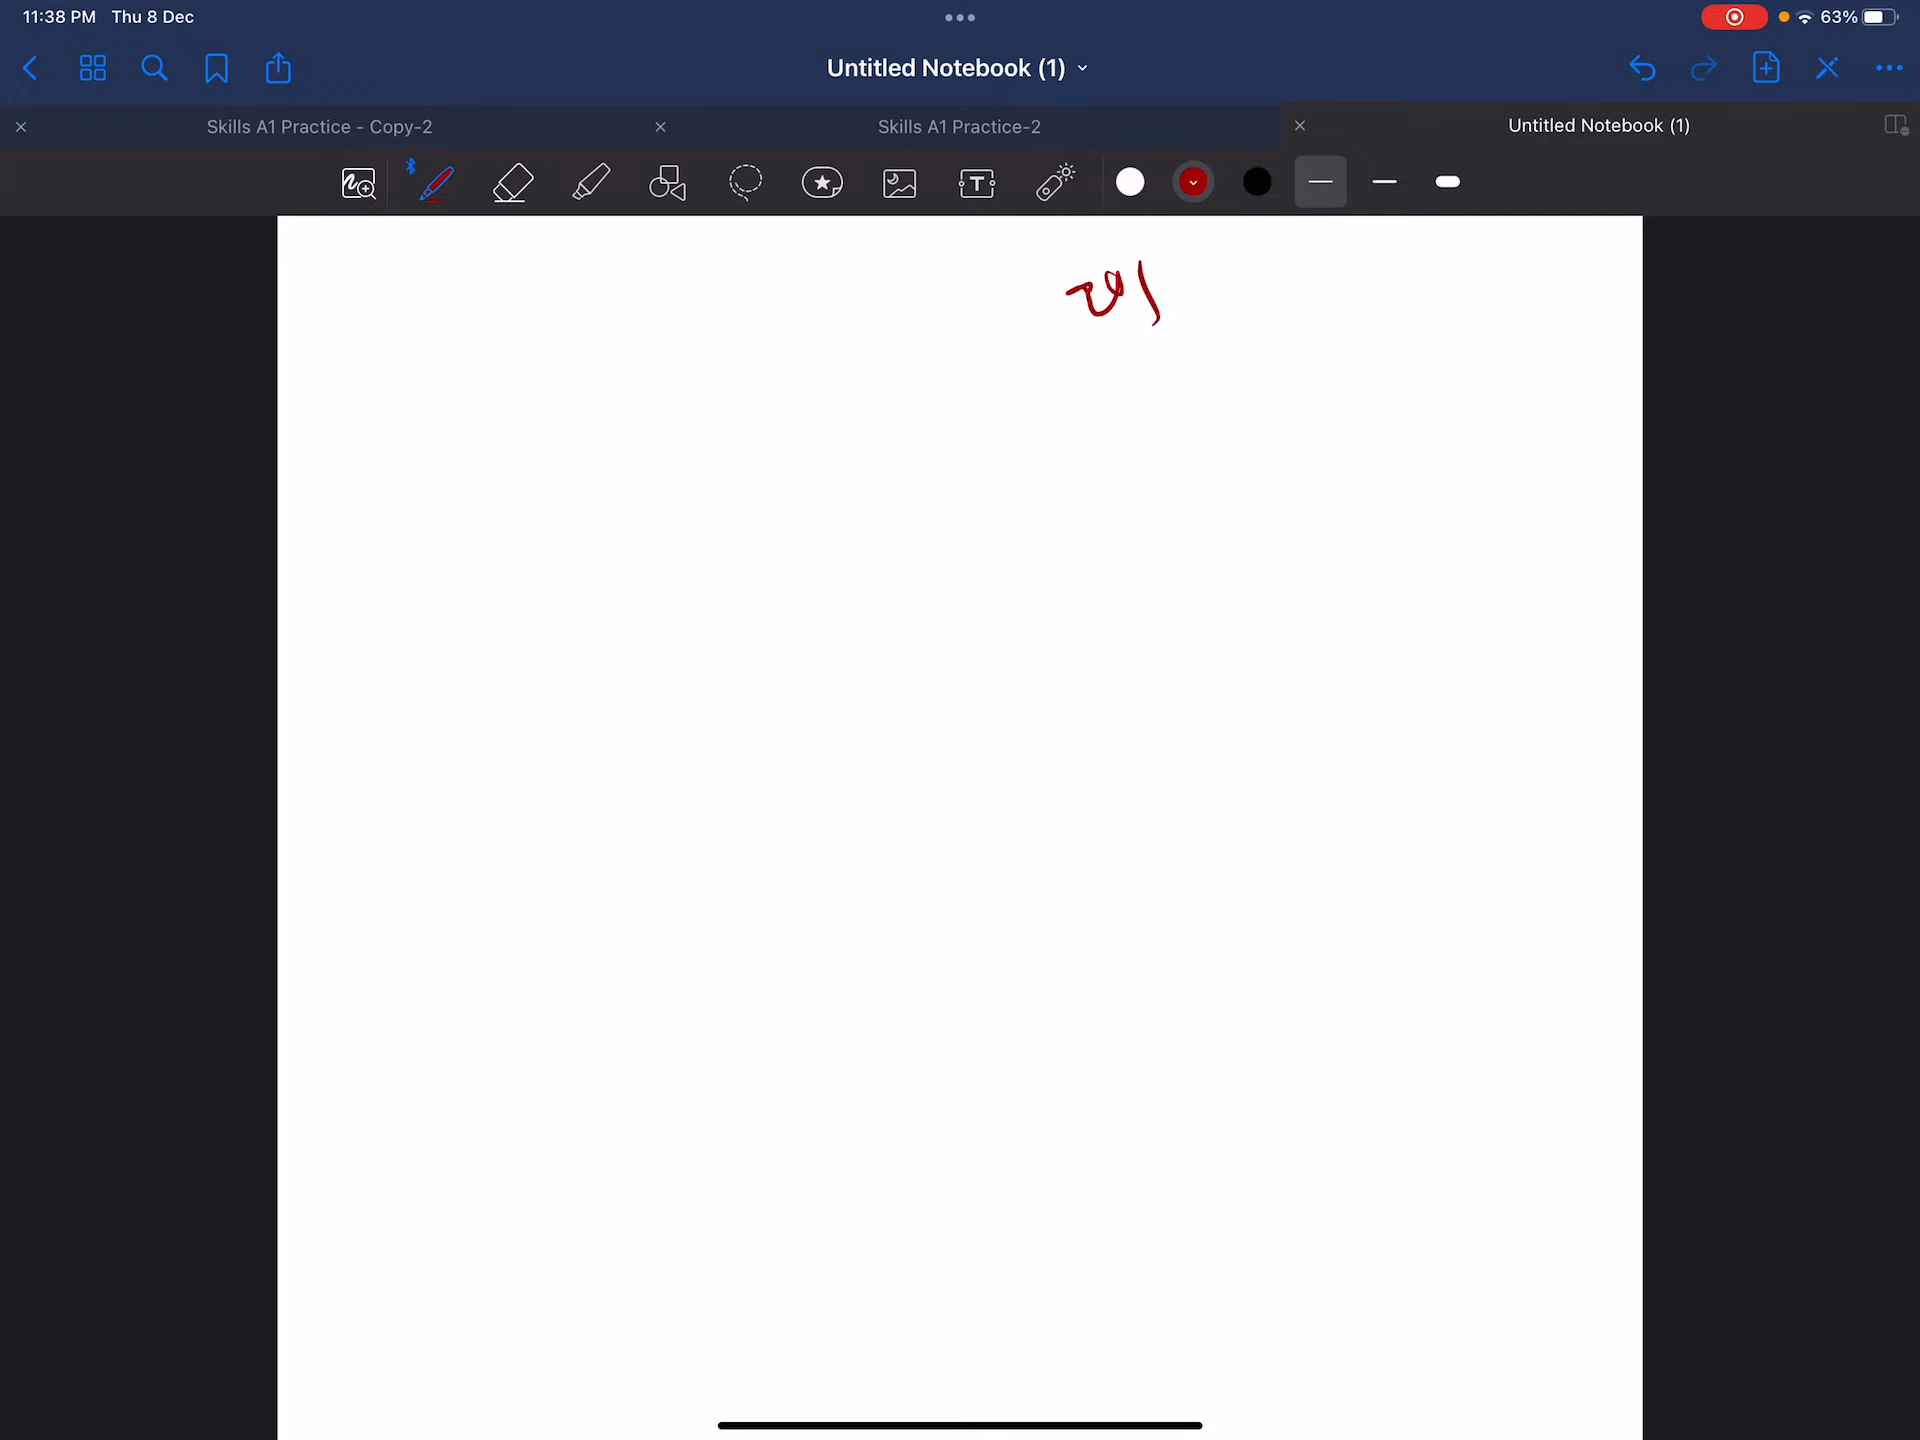 11:38 PM Thu 8 Dec
63%
Untitled Notebook (1)
Skills A1 Practice - Copy-2
Skills A1 Practice-2
Untitled Notebook (1)
T